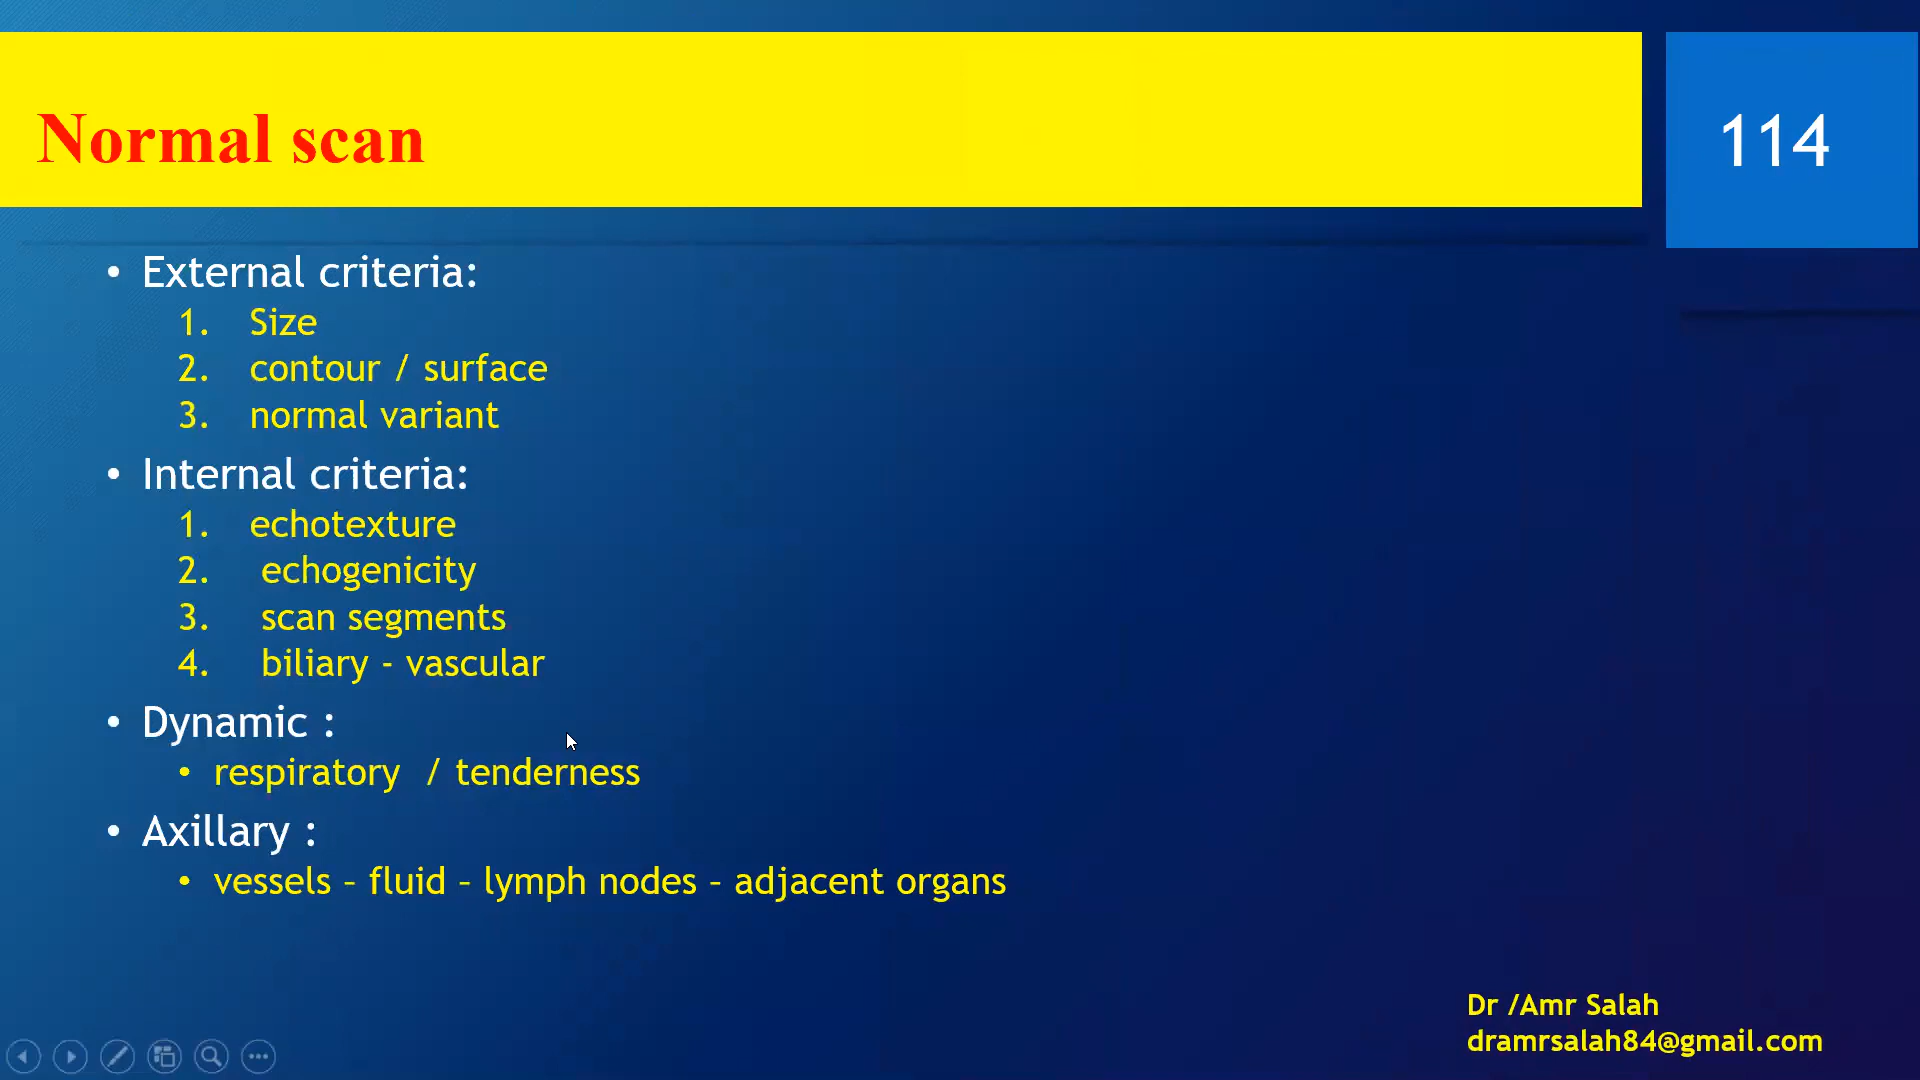 Normal scan
114
• External criteria:
1. Size
2. contour / surface
3. normal variant
• Internal criteria:
1. echotexture
2. echogenicity
3. scan segments
4. biliary - vascular
• Dynamic :
• respiratory / tenderness
• Axillary :
• vessels – fluid – lymph nodes – adjacent organs
Dr /Amr Salah
dramrsalah84@gmail.com